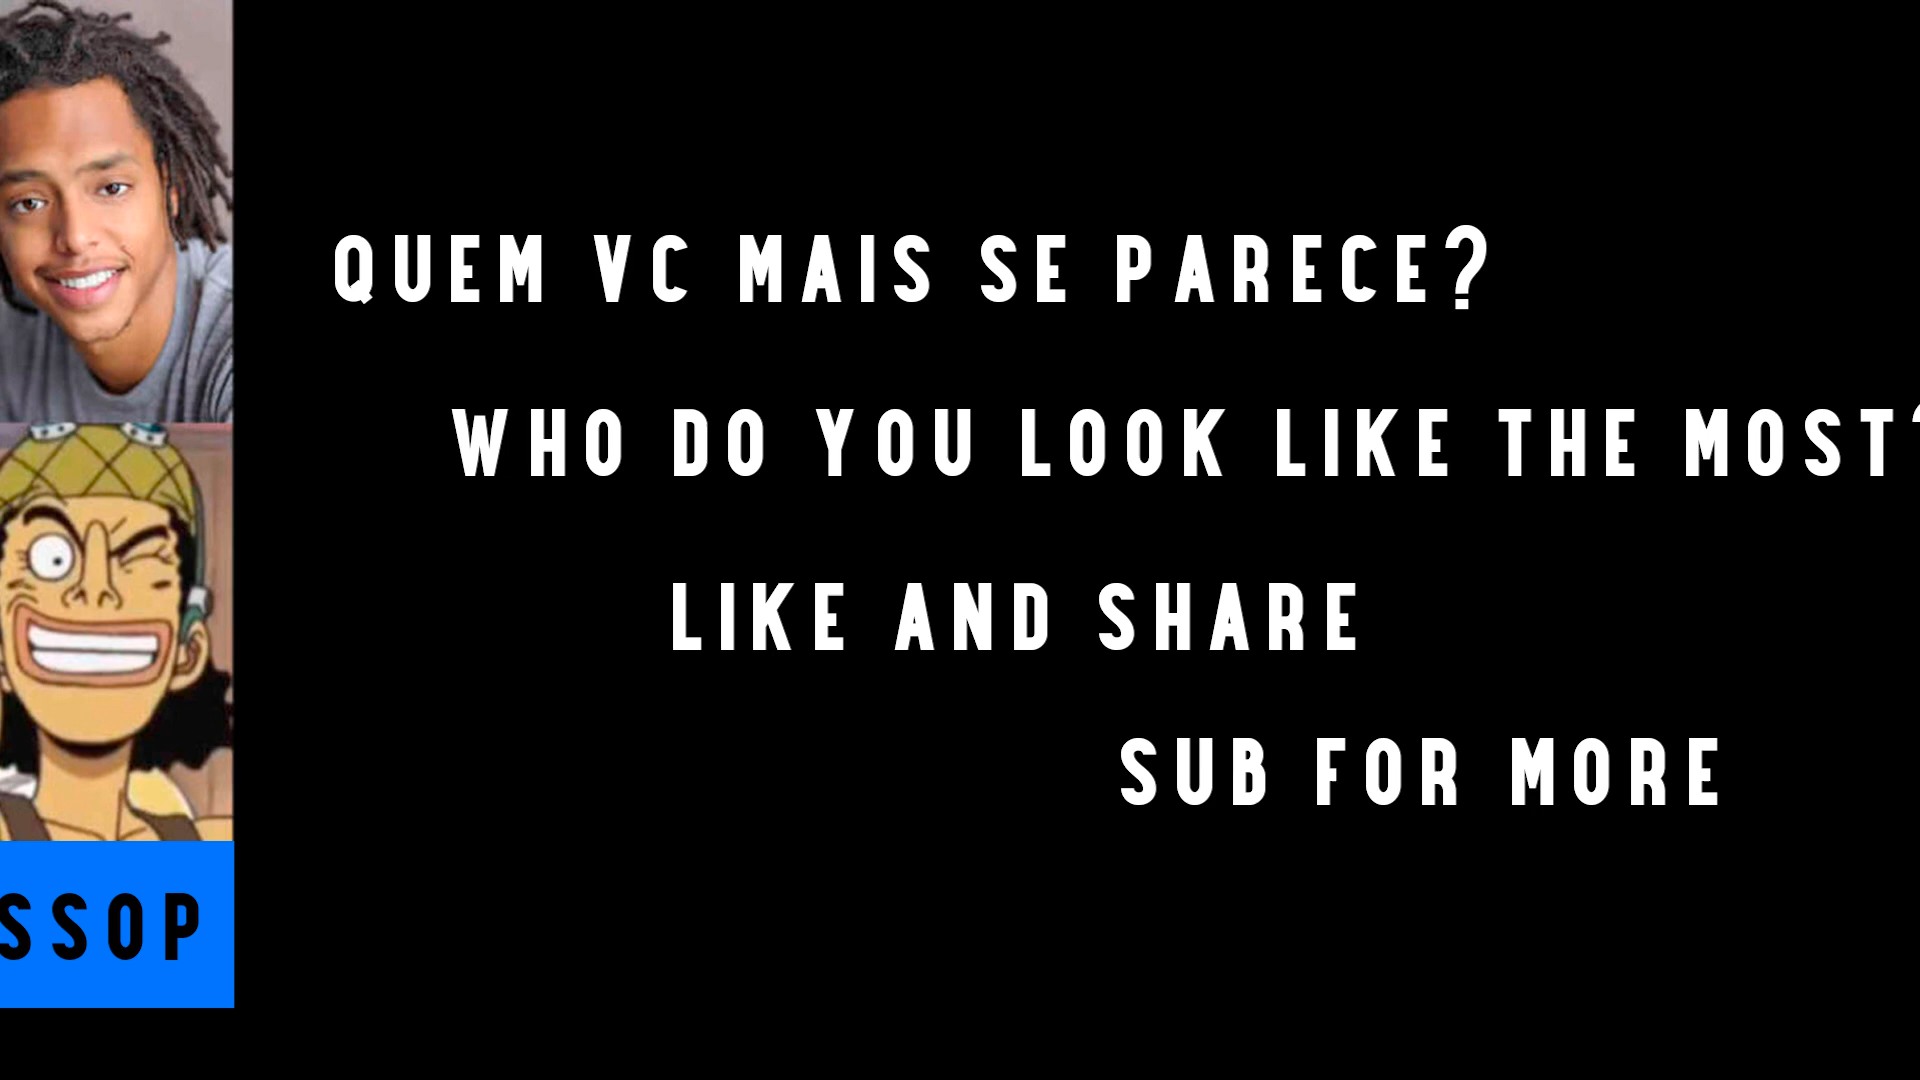 QUEM VC MAIS SE PARECE?
WHO DO YOU LOOK LIKE THE MOST?
LIKE AND SHARE
SUB FOR MORE
SSOP